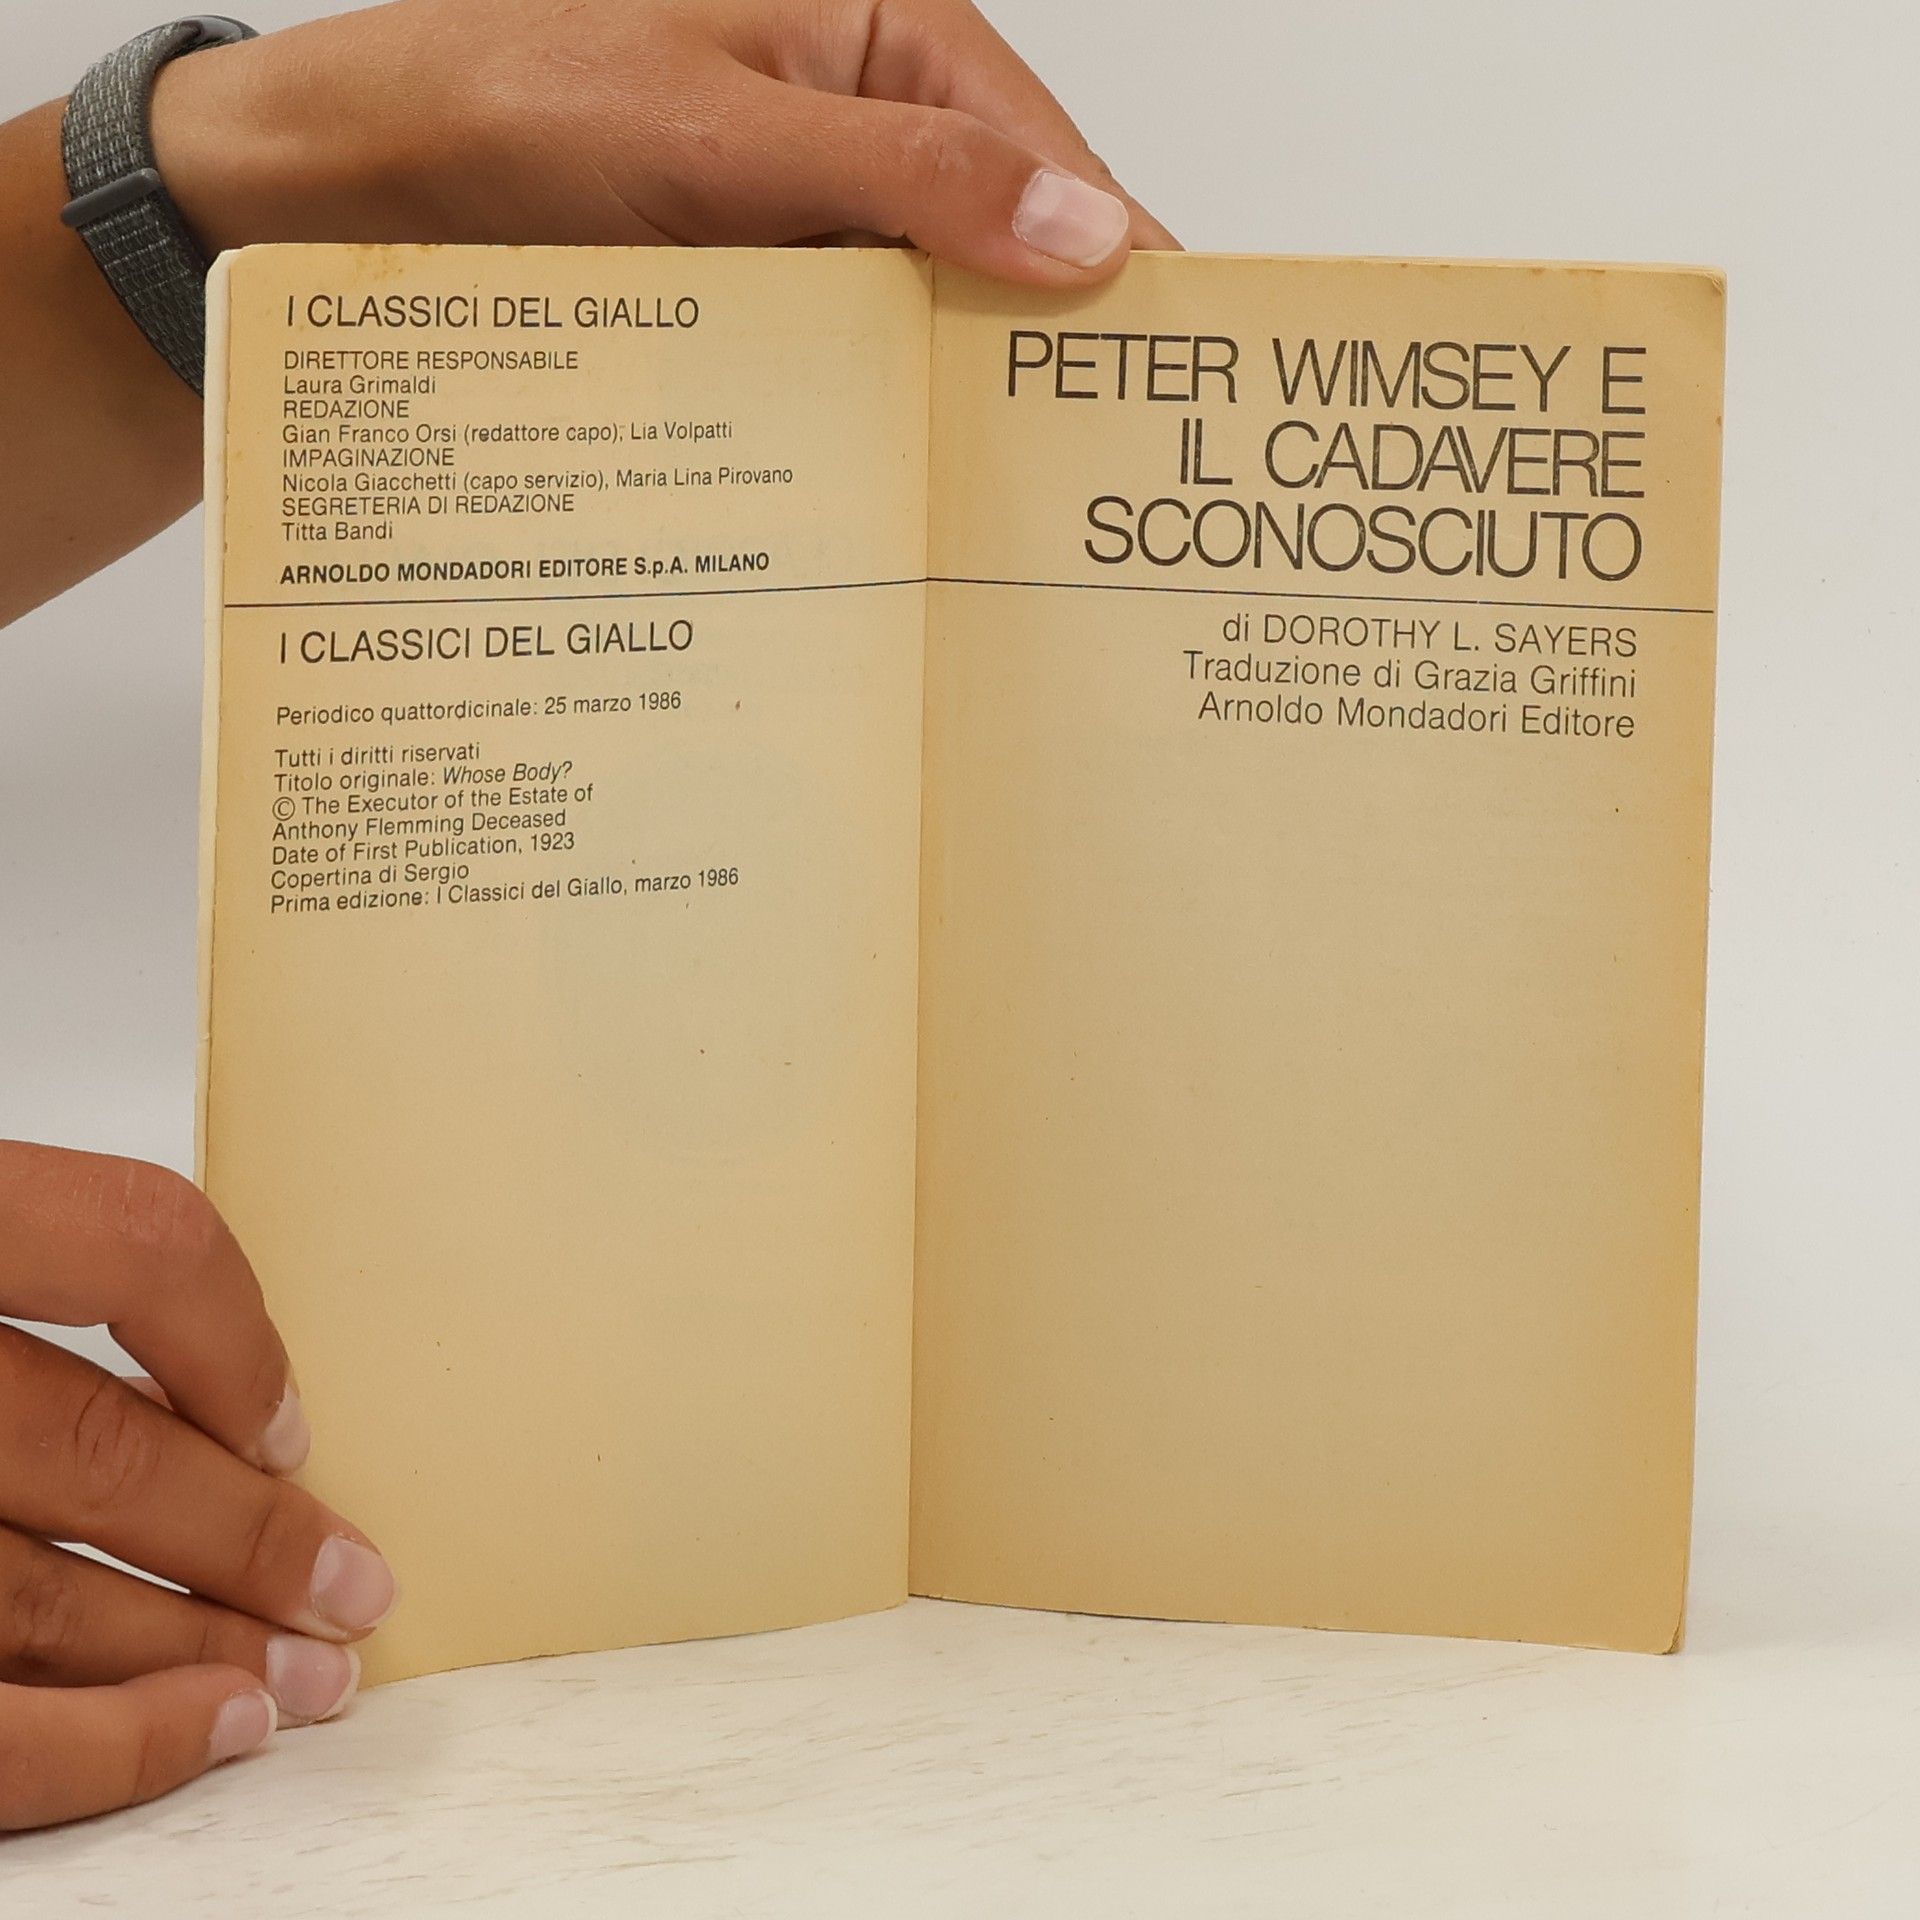 I CLASSICI DEL GIALLO
DIRETTORE RESPONSABILE
Laura Grimaldi
REDAZIONE
Gian Franco Orsi (redattore capo), Lia Volpatti
IMPAGINAZIONE
Nicola Giacchetti (capo servizio), Maria Lina Pirovano
SEGRETERIA DI REDAZIONE
Titta Bandi
ARNOLDO MONDADORI EDITORE S.p.A. MILANO
I CLASSICI DEL GIALLO
Periodico quattordicinale: 25 marzo 1986
Tutti i diritti riservati
Titolo originale: Whose Body?
© The Executor of the Estate of
Anthony Flemming Deceased
Date of First Publication, 1923
Copertina di Sergio
Prima edizione: I Classici del Giallo, marzo 1986
PETER WIMSEY E
IL CADAVERE
SCONOSCIUTO
di DOROTHY L. SAYERS
Traduzione di Grazia Griffini
Arnoldo Mondadori Editore